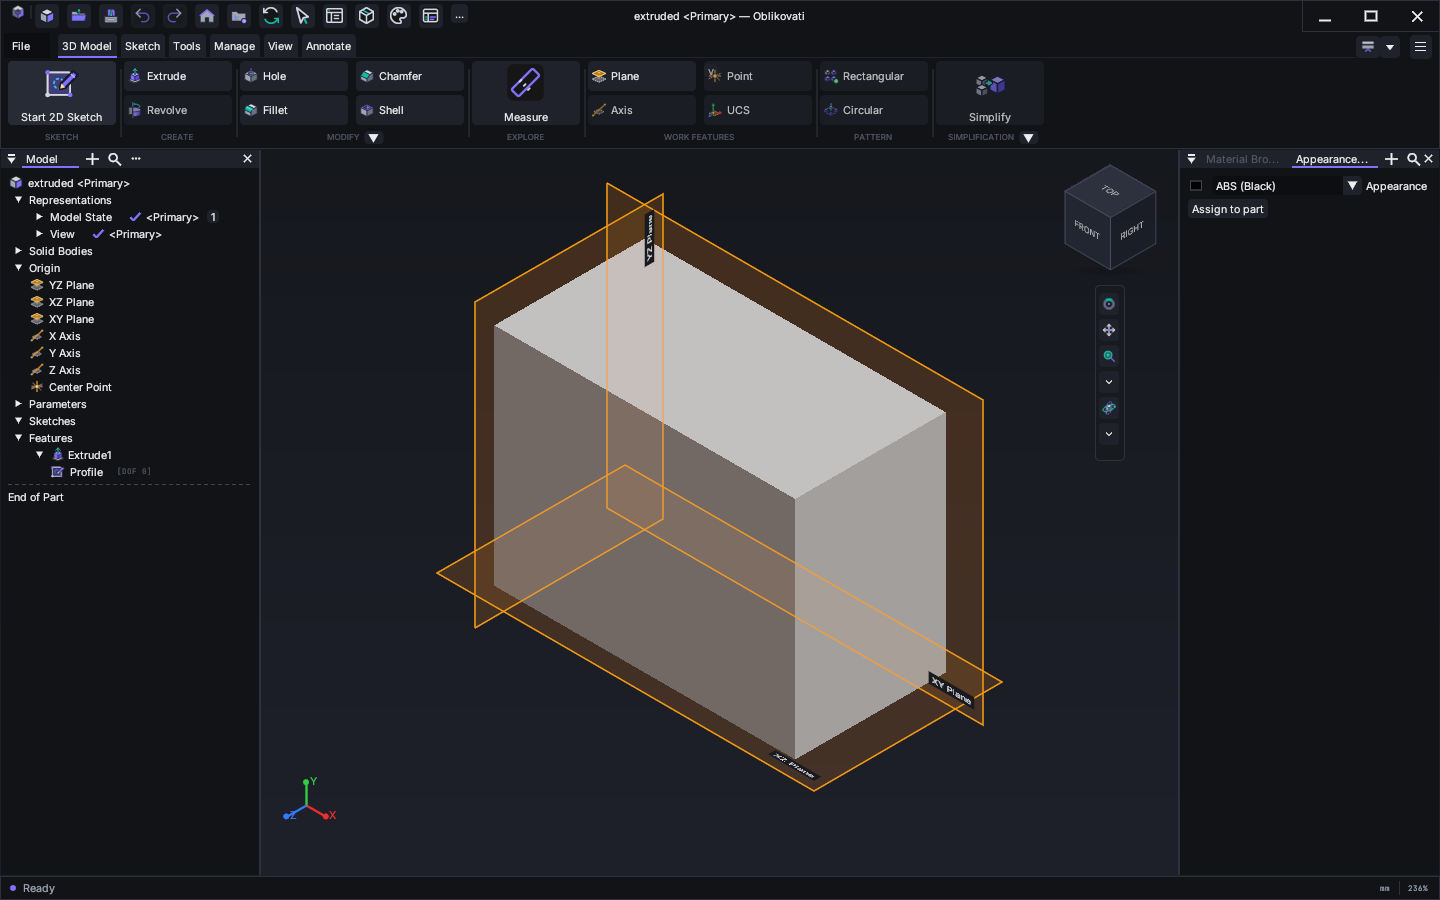 extruded <Primary> — Oblikovati
File
3D Model
Sketch
Tools
Manage
View
Annotate
Start 2D Sketch
Extrude
Revolve
Hole
Fillet
Chamfer
Shell
Measure
Plane
Axis
Point
UCS
Rectangular
Circular
Simplify
SKETCH
CREATE
MODIFY
EXPLORE
WORK FEATURES
PATTERN
SIMPLIFICATION
Model
extruded <Primary>
Representations
Model State <Primary> 1
View <Primary>
Solid Bodies
Origin
YZ Plane
XZ Plane
XY Plane
X Axis
Y Axis
Z Axis
Center Point
Parameters
Sketches
Features
Extrude1
Profile [DOF 0]
End of Part
YZ Plane
XY Plane
XZ Plane
TOP
FRONT
RIGHT
Y
Z
X
Material Bro...
Appearance...
ABS (Black)
Appearance
Assign to part
Ready
mm
236%